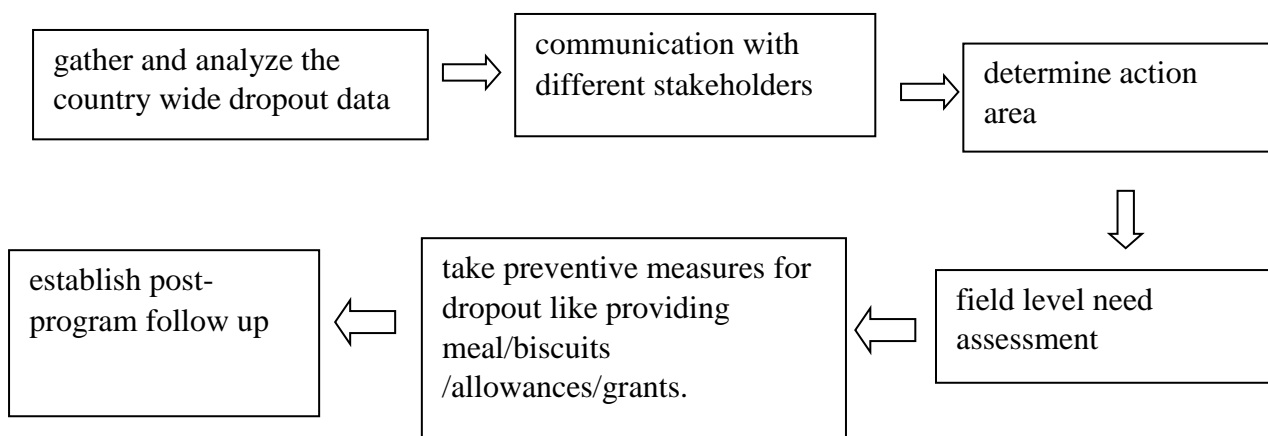 gather and analyze the
country wide dropout data
communication with
different stakeholders
determine action
area
field level need
assessment
take preventive measures for
dropout like providing
meal/biscuits
/allowances/grants.
establish post-
program follow up